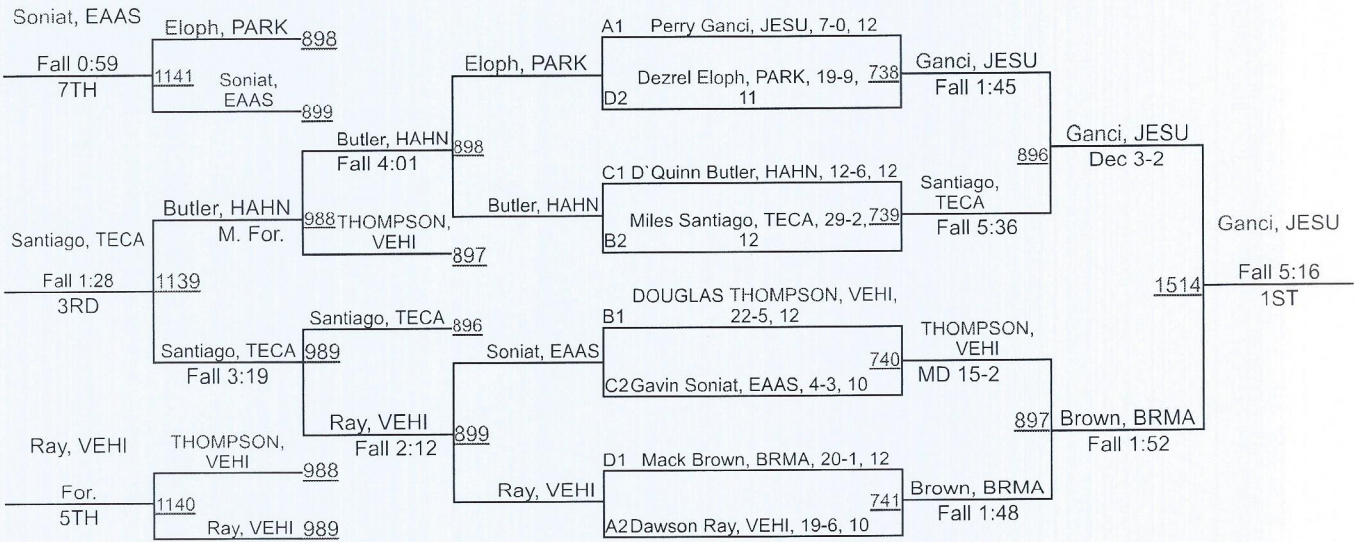 Soniat, EAAS
Fall 0:59
7TH
Eloph, PARK
898
1141
Soniat,
EAAS
899
Santiago, TECA
Fall 1:28
3RD
1139
Butler, HAHN
M. For.
Butler, HAHN
Fall 4:01
988
THOMPSON,
VEHI
897
Santiago, TECA
Fall 3:19
989
Santiago, TECA
896
Ray, VEHI
Fall 2:12
Ray, VEHI
For.
5TH
THOMPSON,
VEHI
988
1140
Ray, VEHI
989
Eloph, PARK
898
Butler, HAHN
Soniat, EAAS
899
Ray, VEHI
A1 Perry Ganci, JESU, 7-0, 12
738
Dezrel Eloph, PARK, 19-9,
D2 11
C1 D`Quinn Butler, HAHN, 12-6, 12
Miles Santiago, TECA, 29-2,
739
B2 12
DOUGLAS THOMPSON, VEHI,
B1 22-5, 12
740
C2 Gavin Soniat, EAAS, 4-3, 10
D1 Mack Brown, BRMA, 20-1, 12
741
A2 Dawson Ray, VEHI, 19-6, 10
Ganci, JESU
Fall 1:45
896
Santiago,
TECA
Fall 5:36
THOMPSON,
VEHI
MD 15-2
897
Brown, BRMA
Fall 1:48
Ganci, JESU
Dec 3-2
1514
Brown, BRMA
Fall 1:52
Ganci, JESU
Fall 5:16
1ST